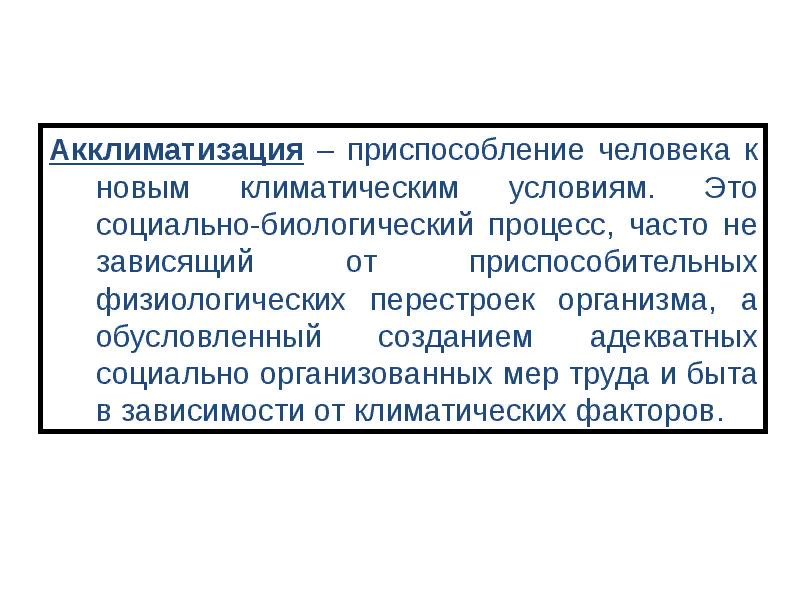 Акклиматизация – приспособление человека к
новым климатическим условиям. Это
социально-биологический процесс, часто не
зависящий от приспособительных
физиологических перестроек организма, а
обусловленный созданием адекватных
социально организованных мер труда и быта
в зависимости от климатических факторов.